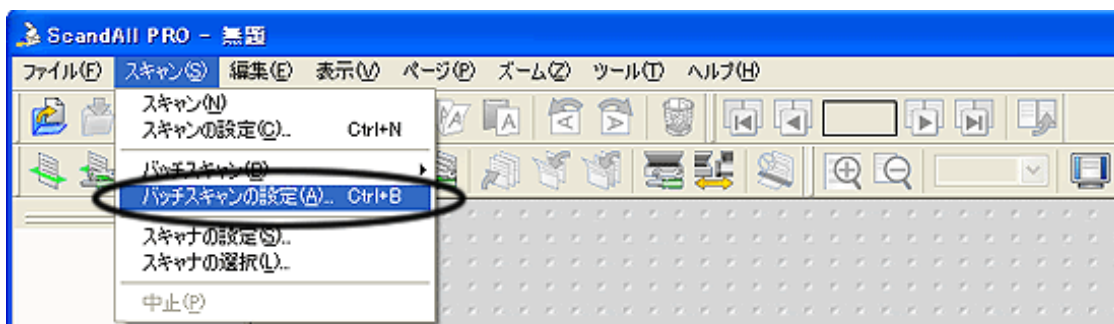 ScandAll PRO - 無題
ファイル(F) スキャン(S) 編集(E) 表示(V) ページ(P) ズーム(Z) ツール(T) ヘルプ(H)
スキャン(N)
スキャンの設定(C)... Ctrl+N
バッチスキャン(B)
バッチスキャンの設定(A)... Ctrl+B
スキャナの設定(S)...
スキャナの選択(L)...
中止(P)